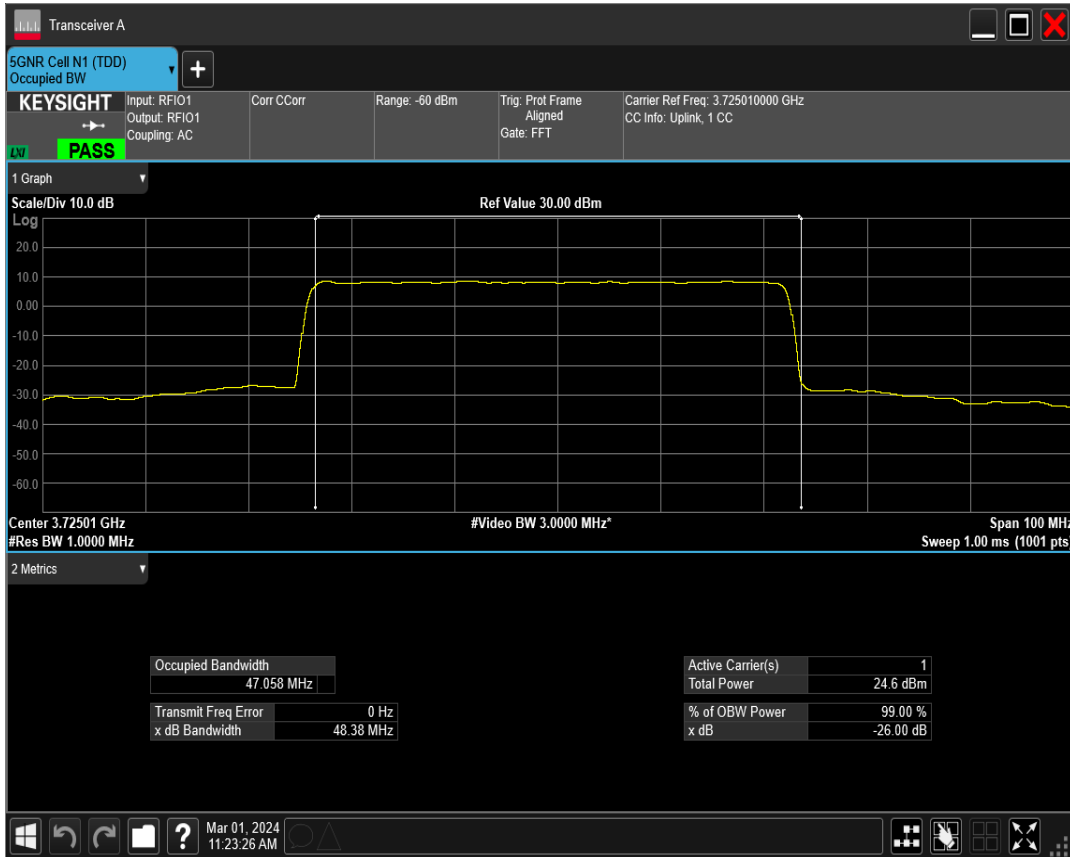 Transceiver A
5GNR Cell N1 (TDD)
Occupied BW
+
KEYSIGHT
LXI
PASS
Input: RFIO1
Output: RFIO1
Coupling: AC
Corr CCorr
Range: -60 dBm
Trig: Prot Frame
Aligned
Gate: FFT
Carrier Ref Freq: 3.725010000 GHz
CC Info: Uplink, 1 CC
1 Graph
Scale/Div 10.0 dB
Ref Value 30.00 dBm
Log
20.0
10.0
0.00
-10.0
-20.0
-30.0
-40.0
-50.0
-60.0
Center 3.72501 GHz
#Video BW 3.0000 MHz*
Span 100 MHz
#Res BW 1.0000 MHz
Sweep 1.00 ms (1001 pts)
2 Metrics
Occupied Bandwidth
47.058 MHz
Transmit Freq Error 0 Hz
x dB Bandwidth 48.38 MHz
Active Carrier(s) 1
Total Power 24.6 dBm
% of OBW Power 99.00 %
x dB -26.00 dB
?
Mar 01, 2024
11:23:26 AM